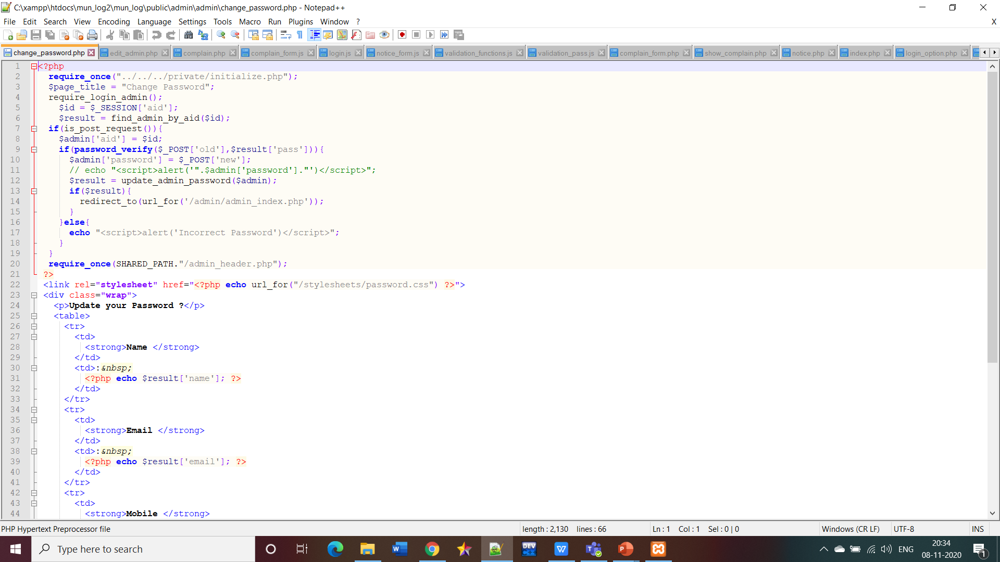 C:\xampp\htdocs\mun_log2\mun_log\public\admin\admin\change_password.php - Notepad++
File Edit Search View Encoding Language Settings Tools Macro Run Plugins Window ? X
change_password.php edit_admin.php complain.php complain_form.js login.js notice_form.js validation_functions.js validation_pass.js complain_form.php show_complain.php notice.php index.php login_option.php
1 <?php
2 require_once("../../../private/initialize.php");
3 $page_title = "Change Password";
4 require_login_admin();
5 $id = $_SESSION['aid'];
6 $result = find_admin_by_aid($id);
7 if(is_post_request()){
8 $admin['aid'] = $id;
9 if(password_verify($_POST['old'],$result['pass'])){
10 $admin['password'] = $_POST['new'];
11 // echo "<script>alert('".$admin['password']."')</script>";
12 $result = update_admin_password($admin);
13 if($result){
14 redirect_to(url_for('/admin/admin_index.php'));
15 }
16 }else{
17 echo "<script>alert('Incorrect Password')</script>";
18 }
19 }
20 require_once(SHARED_PATH."/admin_header.php");
21 ?>
22 <link rel="stylesheet" href="<?php echo url_for("/stylesheets/password.css") ?>">
23 <div class="wrap">
24 <p>Update your Password ?</p>
25 <table>
26 <tr>
27 <td>
28 <strong>Name </strong>
29 </td>
30 <td>:&nbsp;
31 <?php echo $result['name']; ?>
32 </td>
33 </tr>
34 <tr>
35 <td>
36 <strong>Email </strong>
37 </td>
38 <td>:&nbsp;
39 <?php echo $result['email']; ?>
40 </td>
41 </tr>
42 <tr>
43 <td>
44 <strong>Mobile </strong>
PHP Hypertext Preprocessor file length : 2,130 lines : 66 Ln : 1 Col : 1 Sel : 0 | 0 Windows (CR LF) UTF-8 INS
Type here to search ENG 20:34
08-11-2020 1